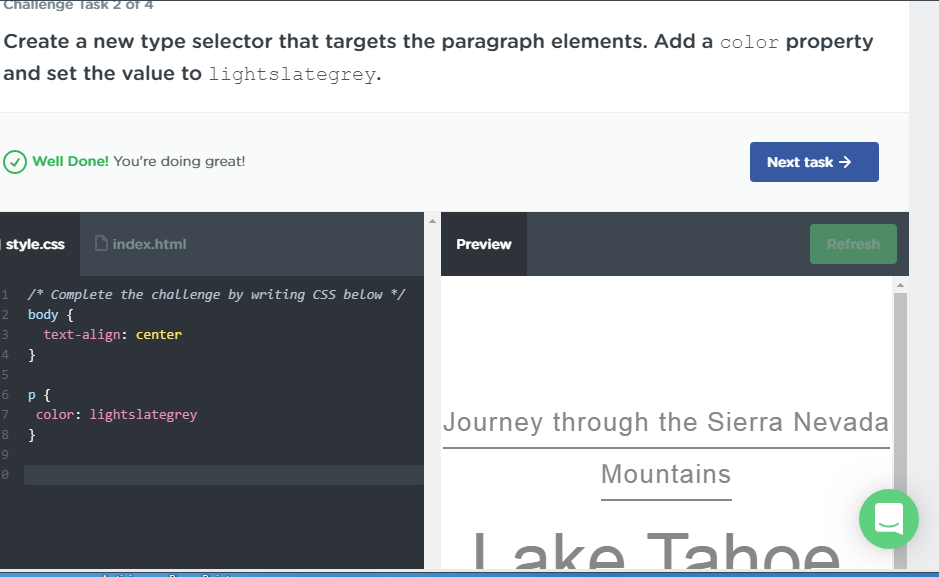 Challenge Task 2 of 4
Create a new type selector that targets the paragraph elements. Add a color property
and set the value to lightslategrey.
Well Done! You're doing great!
Next task →
style.css
index.html
Preview
Refresh
1 /* Complete the challenge by writing CSS below */
2 body {
3 text-align: center
4 }
5
6 p {
7 color: lightslategrey
8 }
9
0
Journey through the Sierra Nevada
Mountains
Lake Tahoe